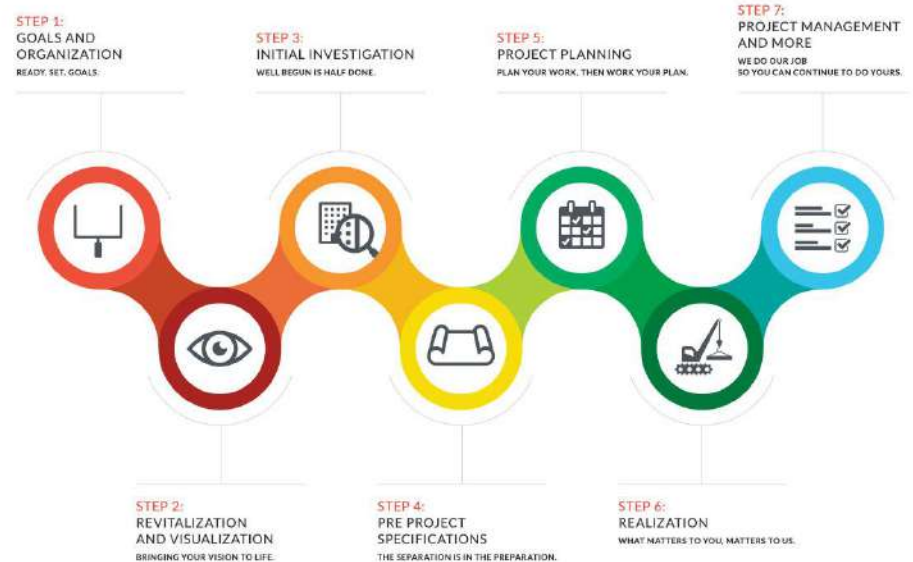 STEP 1:
GOALS AND
ORGANIZATION
READY. SET. GOALS.
STEP 2:
REVITALIZATION
AND VISUALIZATION
BRINGING YOUR VISION TO LIFE.
STEP 3:
INITIAL INVESTIGATION
WELL BEGUN IS HALF DONE.
STEP 4:
PRE PROJECT
SPECIFICATIONS
THE SEPARATION IS IN THE PREPARATION.
STEP 5:
PROJECT PLANNING
PLAN YOUR WORK, THEN WORK YOUR PLAN.
STEP 6:
REALIZATION
WHAT MATTERS TO YOU, MATTERS TO US.
STEP 7:
PROJECT MANAGEMENT
AND MORE
WE DO OUR JOB
SO YOU CAN CONTINUE TO DO YOURS.